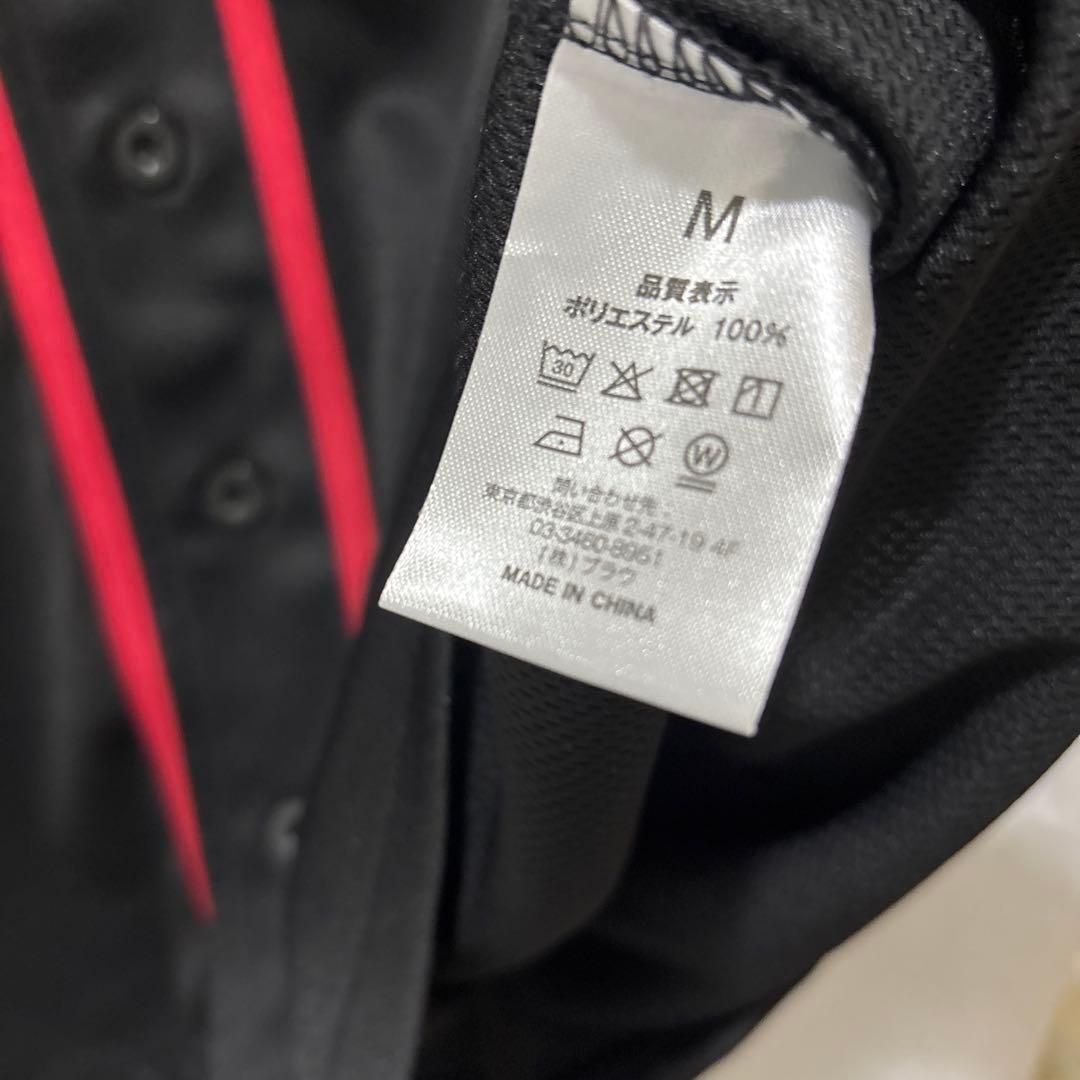 M
品質表示
ポリエステル 100%
30
W
問い合わせ先：
東京都渋谷区上原2-47-19 4F
03-3460-8961
(株)ブラウ
MADE IN CHINA